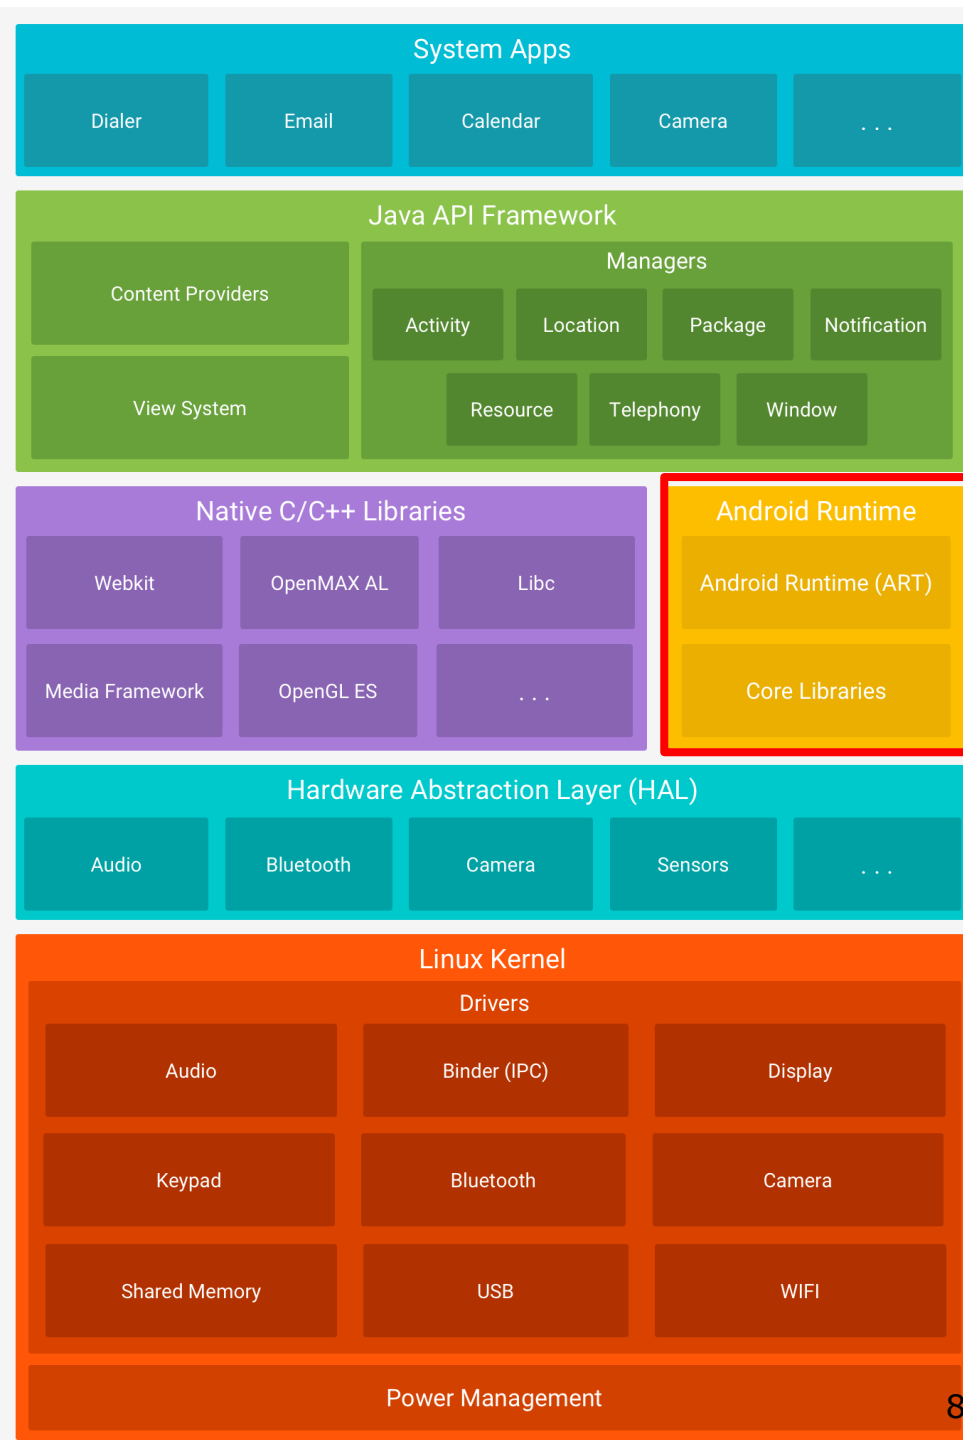 System Apps
Dialer Email Calendar Camera ...
Java API Framework
Content Providers
View System
Managers
Activity Location Package Notification
Resource Telephony Window
Native C/C++ Libraries
Webkit OpenMAX AL Libc
Media Framework OpenGL ES ...
Android Runtime
Android Runtime (ART)
Core Libraries
Hardware Abstraction Layer (HAL)
Audio Bluetooth Camera Sensors ...
Linux Kernel
Drivers
Audio Binder (IPC) Display
Keypad Bluetooth Camera
Shared Memory USB WIFI
Power Management
8